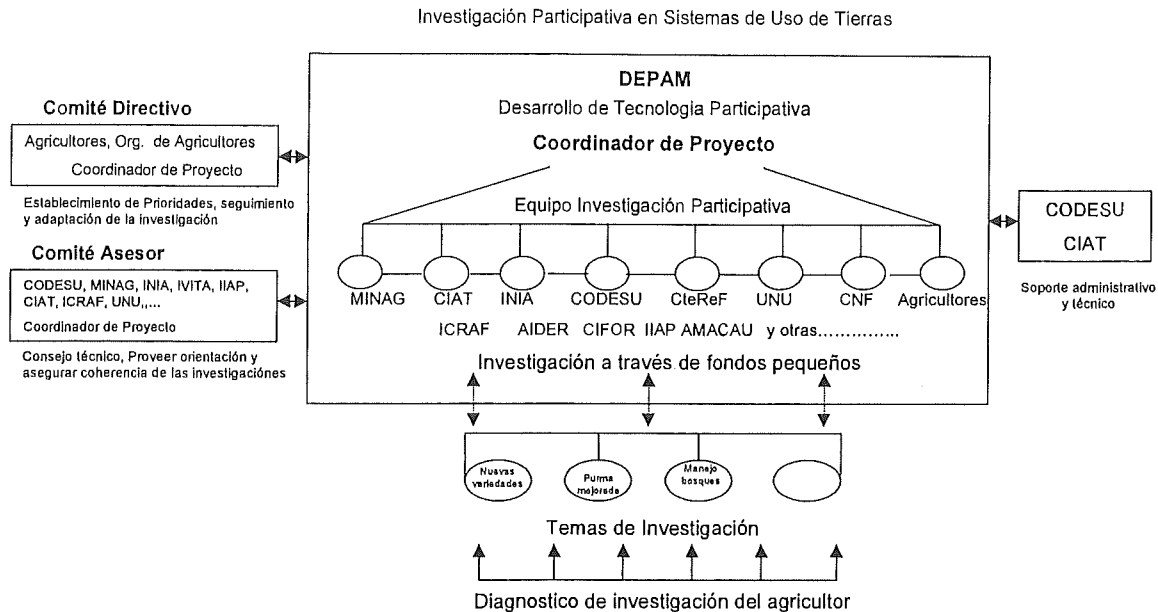 Investigación Participativa en Sistemas de Uso de Tierras
DEPAM
Desarrollo de Tecnologia Participativa
Coordinador de Proyecto
Equipo Investigación Participativa
MINAG CIAT INIA CODESU CteReF UNU CNF Agricultores
ICRAF AIDER CIFOR IIAP AMACAU y otras...............
Investigación a través de fondos pequeños
Comité Directivo
Agricultores, Org. de Agricultores
Coordinador de Proyecto
Establecimiento de Prioridades, seguimiento
y adaptación de la investigación
Comité Asesor
CODESU, MINAG, INIA, IVITA, IIAP,
CIAT, ICRAF, UNU,,...
Coordinador de Proyecto
Consejo técnico, Proveer orientación y
asegurar coherencia de las investigaciónes
CODESU
CIAT
Soporte administrativo
y técnico
Nuevas
variedades
Purma
mejorada
Manejo
bosques
Temas de Investigación
Diagnostico de investigación del agricultor